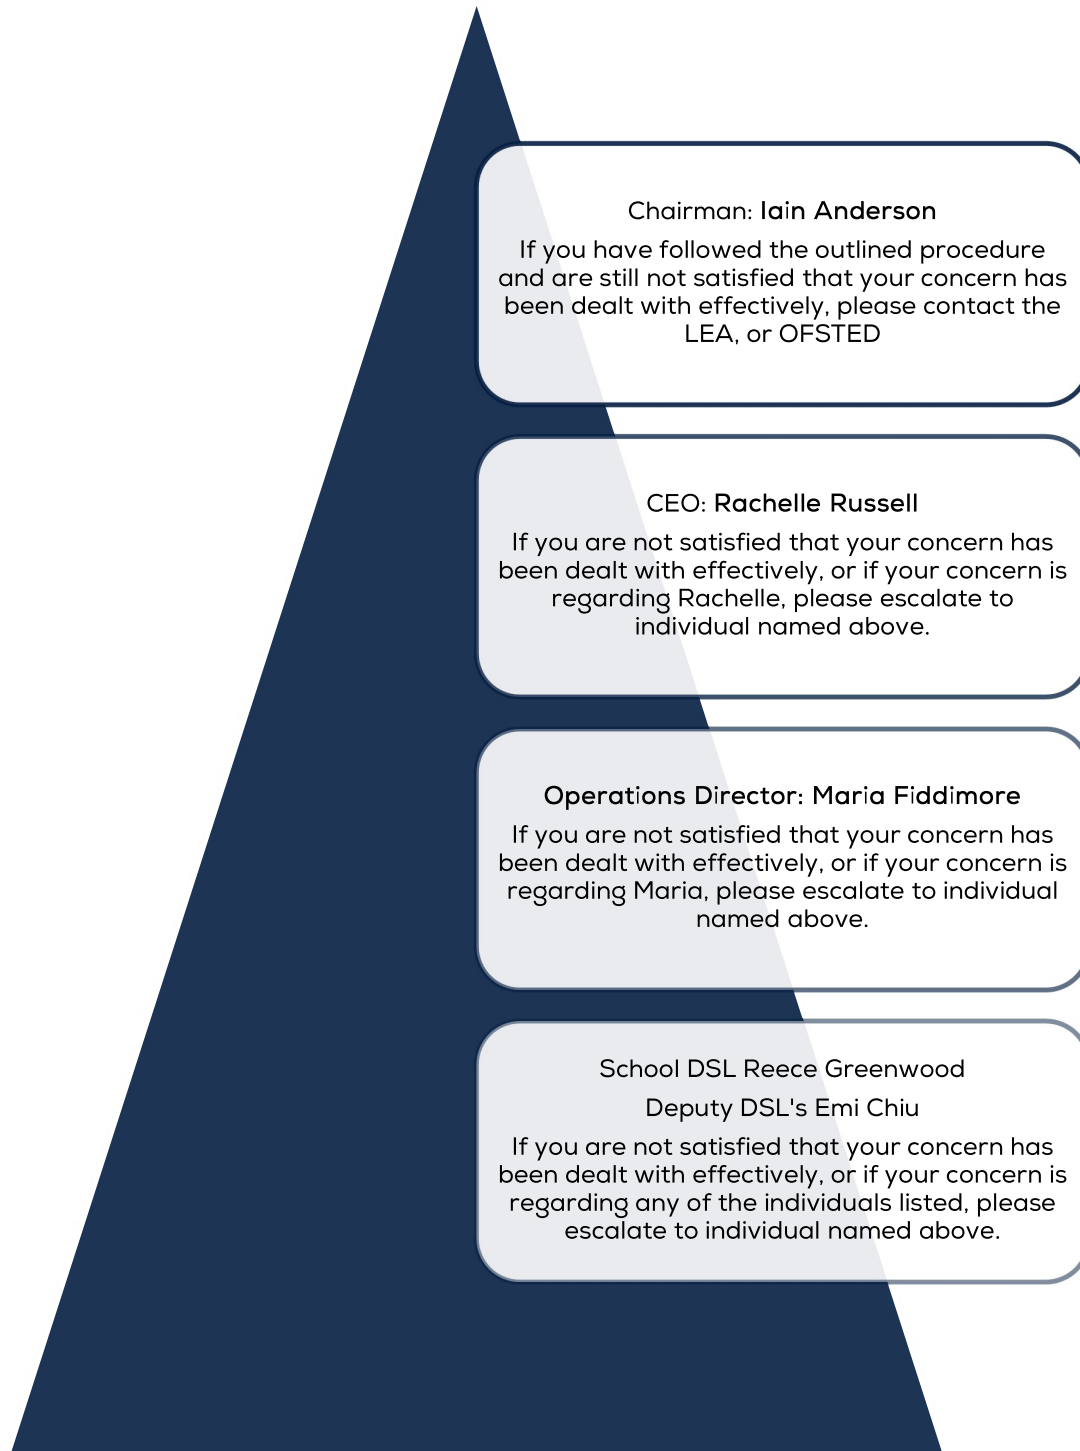 Chairman: Iain Anderson
If you have followed the outlined procedure
and are still not satisfied that your concern has
been dealt with effectively, please contact the
LEA, or OFSTED
CEO: Rachelle Russell
If you are not satisfied that your concern has
been dealt with effectively, or if your concern is
regarding Rachelle, please escalate to
individual named above.
Operations Director: Maria Fiddimore
If you are not satisfied that your concern has
been dealt with effectively, or if your concern is
regarding Maria, please escalate to individual
named above.
School DSL Reece Greenwood
Deputy DSL's Emi Chiu
If you are not satisfied that your concern has
been dealt with effectively, or if your concern is
regarding any of the individuals listed, please
escalate to individual named above.